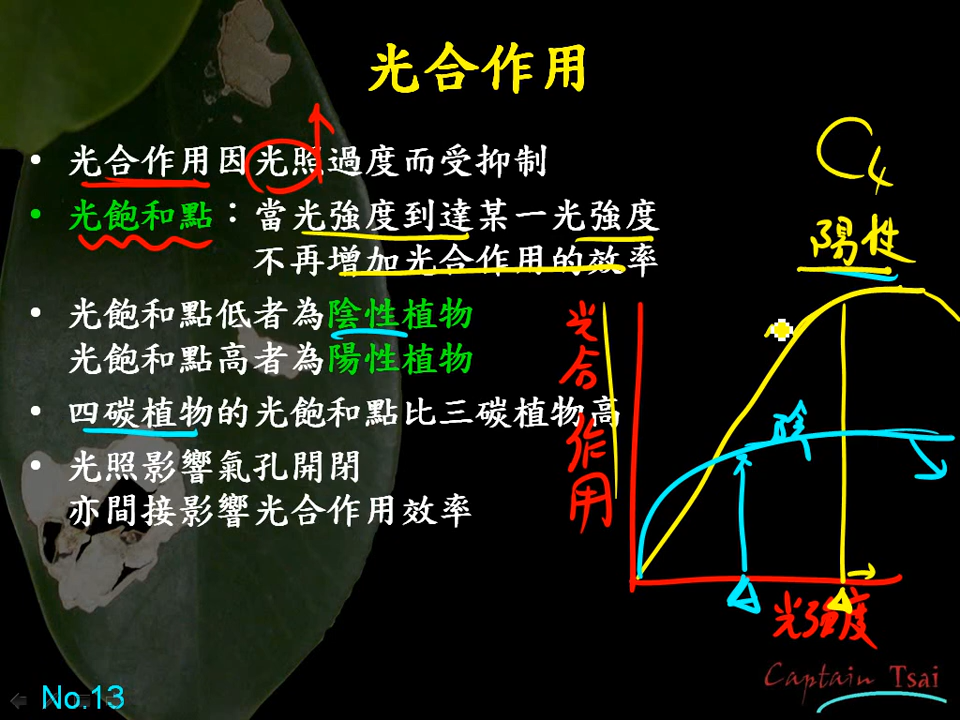 光合作用
• 光合作用因光照過度而受抑制
• 光飽和點：當光強度到達某一光強度
不再增加光合作用的效率
• 光飽和點低者為陰性植物
光飽和點高者為陽性植物
• 四碳植物的光飽和點比三碳植物高
• 光照影響氣孔開閉
亦間接影響光合作用效率
C4
陽性
光合作用
陰
光強度
No.13
Captain Tsai